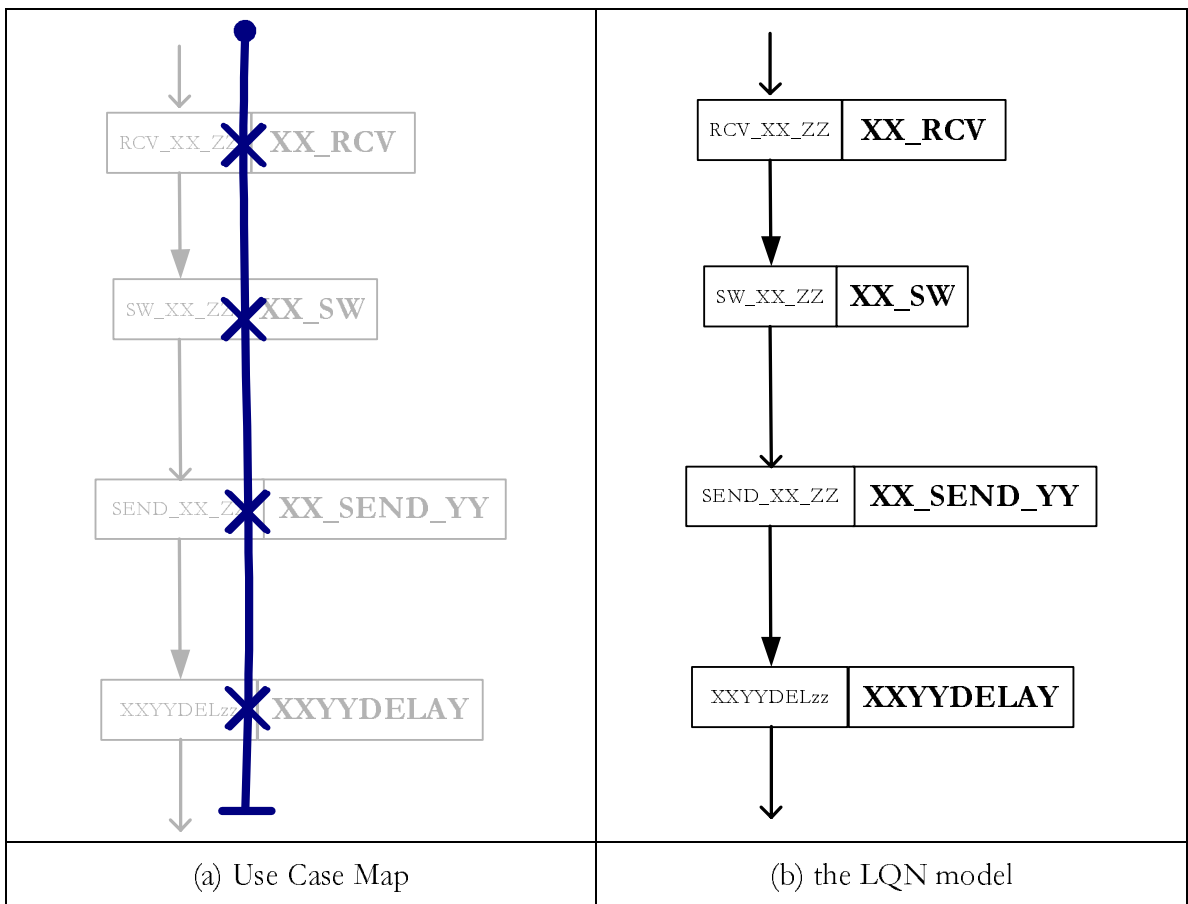 RCV_XX_ZZ XX_RCV
SW_XX_ZZ XX_SW
SEND_XX_Z XX_SEND_YY
XXYYDELzz XXYYDELAY
(a) Use Case Map
RCV_XX_ZZ XX_RCV
SW_XX_ZZ XX_SW
SEND_XX_ZZ XX_SEND_YY
XXYYDELzz XXYYDELAY
(b) the LQN model